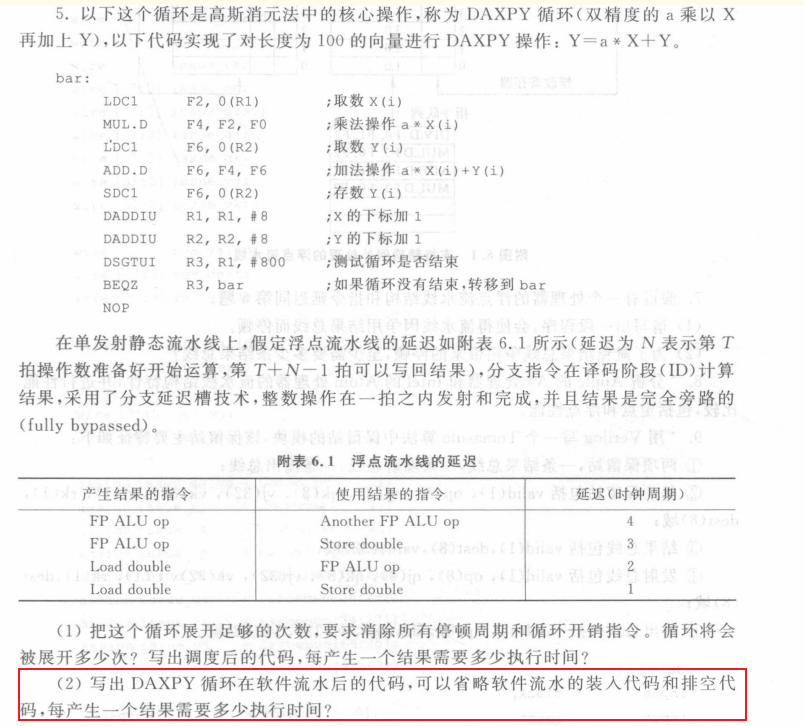 5. 以下这个循环是高斯消元法中的核心操作,称为 DAXPY 循环(双精度的 a 乘以 X
再加上 Y),以下代码实现了对长度为 100 的向量进行 DAXPY 操作: Y=a*X+Y。
bar:
LDC1 F2, 0(R1) ;取数 X(i)
MUL.D F4, F2, F0 ;乘法操作 a*X(i)
LDC1 F6, 0(R2) ;取数 Y(i)
ADD.D F6, F4, F6 ;加法操作 a*X(i)+Y(i)
SDC1 F6, 0(R2) ;存数 Y(i)
DADDIU R1, R1, #8 ;X 的下标加 1
DADDIU R2, R2, #8 ;Y 的下标加 1
DSGTUI R3, R1, #800 ;测试循环是否结束
BEQZ R3, bar ;如果循环没有结束,转移到 bar
NOP
在单发射静态流水线上,假定浮点流水线的延迟如附表 6.1 所示(延迟为 N 表示第 T
拍操作数准备好开始运算,第 T+N-1 拍可以写回结果),分支指令在译码阶段(ID)计算
结果,采用了分支延迟槽技术,整数操作在一拍之内发射和完成,并且结果是完全旁路的
(fully bypassed)。
附表 6.1 浮点流水线的延迟
产生结果的指令 使用结果的指令 延迟(时钟周期)
FP ALU op Another FP ALU op 4
FP ALU op Store double 3
Load double FP ALU op 2
Load double Store double 1
(1) 把这个循环展开足够的次数,要求消除所有停顿周期和循环开销指令。循环将会
被展开多少次? 写出调度后的代码,每产生一个结果需要多少执行时间?
(2) 写出 DAXPY 循环在软件流水后的代码,可以省略软件流水的装入代码和排空代
码,每产生一个结果需要多少执行时间?